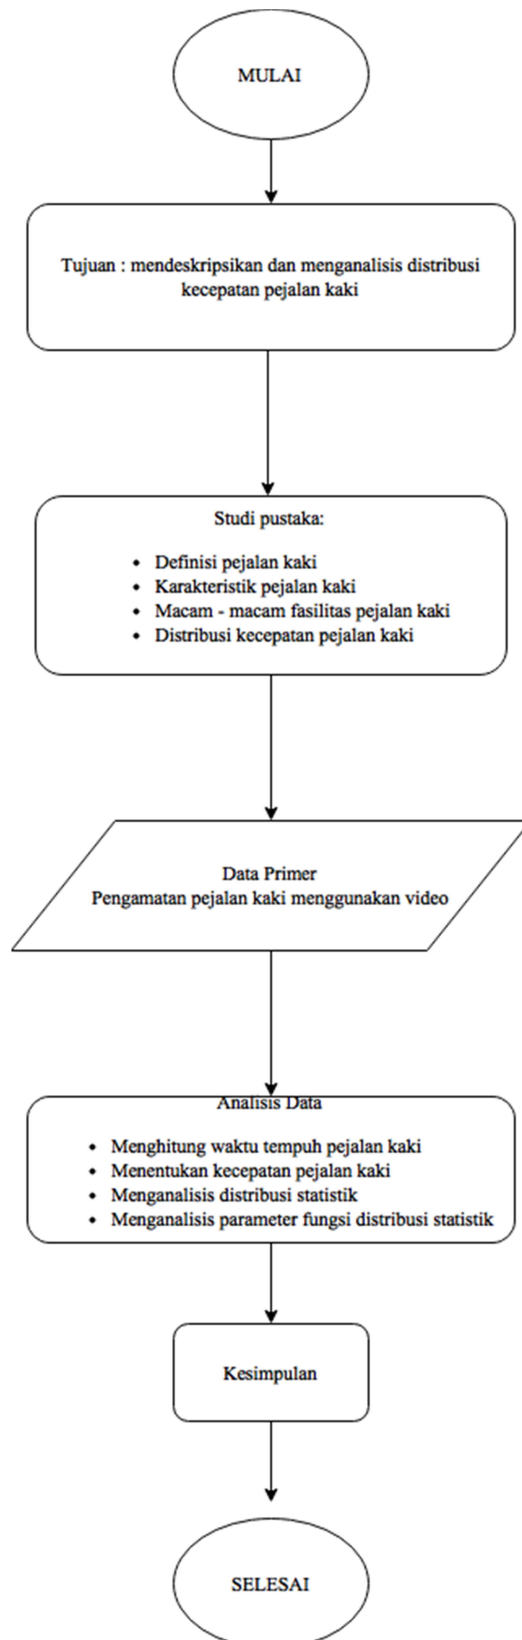 MULAI
Tujuan : mendeskripsikan dan menganalisis distribusi
kecepatan pejalan kaki
Studi pustaka:
• Definisi pejalan kaki
• Karakteristik pejalan kaki
• Macam - macam fasilitas pejalan kaki
• Distribusi kecepatan pejalan kaki
Data Primer
Pengamatan pejalan kaki menggunakan video
Analisis Data
• Menghitung waktu tempuh pejalan kaki
• Menentukan kecepatan pejalan kaki
• Menganalisis distribusi statistik
• Menganalisis parameter fungsi distribusi statistik
Kesimpulan
SELESAI